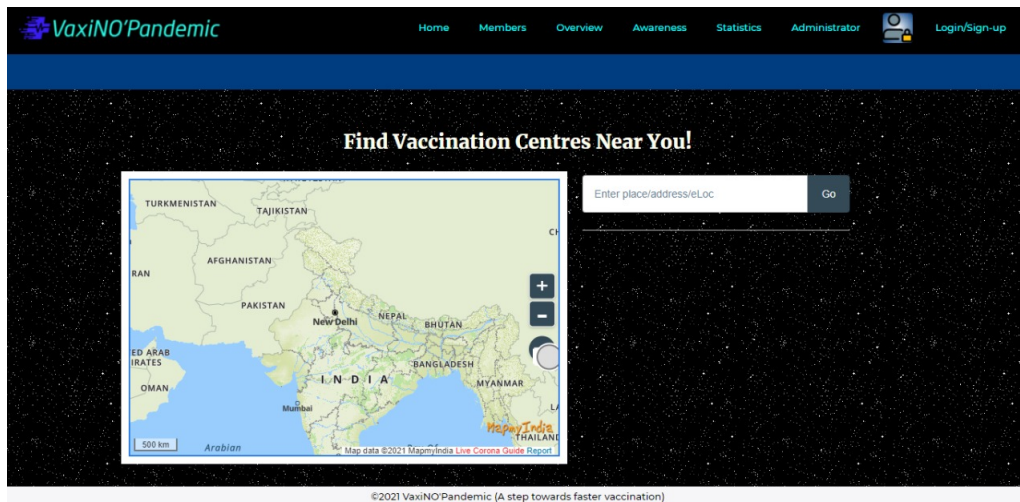 VaxiNO'Pandemic
Home Members Overview Awareness Statistics Administrator Login/Sign-up
Find Vaccination Centres Near You!
Enter place/address/eLoc Go
TURKMENISTAN
TAJIKISTAN
AFGHANISTAN
RAN
PAKISTAN
New Delhi
NEPAL
BHUTAN
ED ARAB
IRATES
BANGLADESH
OMAN
INDIA
MYANMAR
Mumbai
MapmyIndia
THAILAND
500 km
Arabian
Map data ©2021 MapmyIndia Live Corona Guide Report
+
-
©2021 VaxiNO'Pandemic (A step towards faster vaccination)